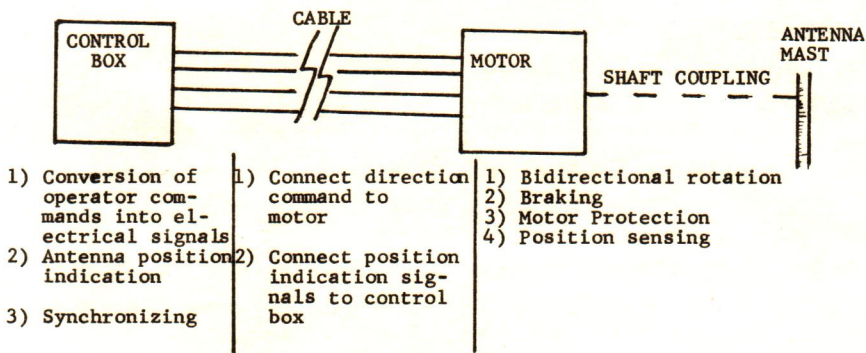 CABLE
CONTROL
BOX
MOTOR
SHAFT COUPLING
ANTENNA
MAST
1) Conversion of
operator com-
mands into el-
ectrical signals
2) Antenna position
indication
3) Synchronizing
1) Connect direction
command to
motor
2) Connect position
indication sig-
nals to control
box
1) Bidirectional rotation
2) Braking
3) Motor Protection
4) Position sensing